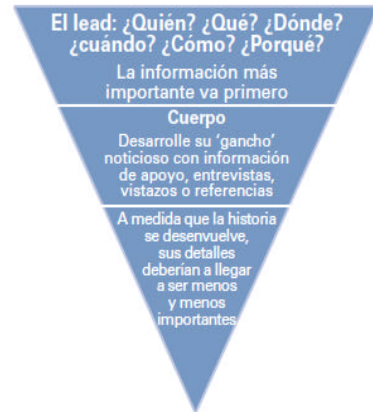 El lead: ¿Quién? ¿Qué? ¿Dónde?
¿cuándo? ¿Cómo? ¿Porqué?
La información más
importante va primero
Cuerpo
Desarrolle su ‘gancho’
noticioso con información
de apoyo, entrevistas,
vistazos o referencias
A medida que la historia
se desenvuelve,
sus detalles
deberían a llegar
a ser menos
y menos
importantes